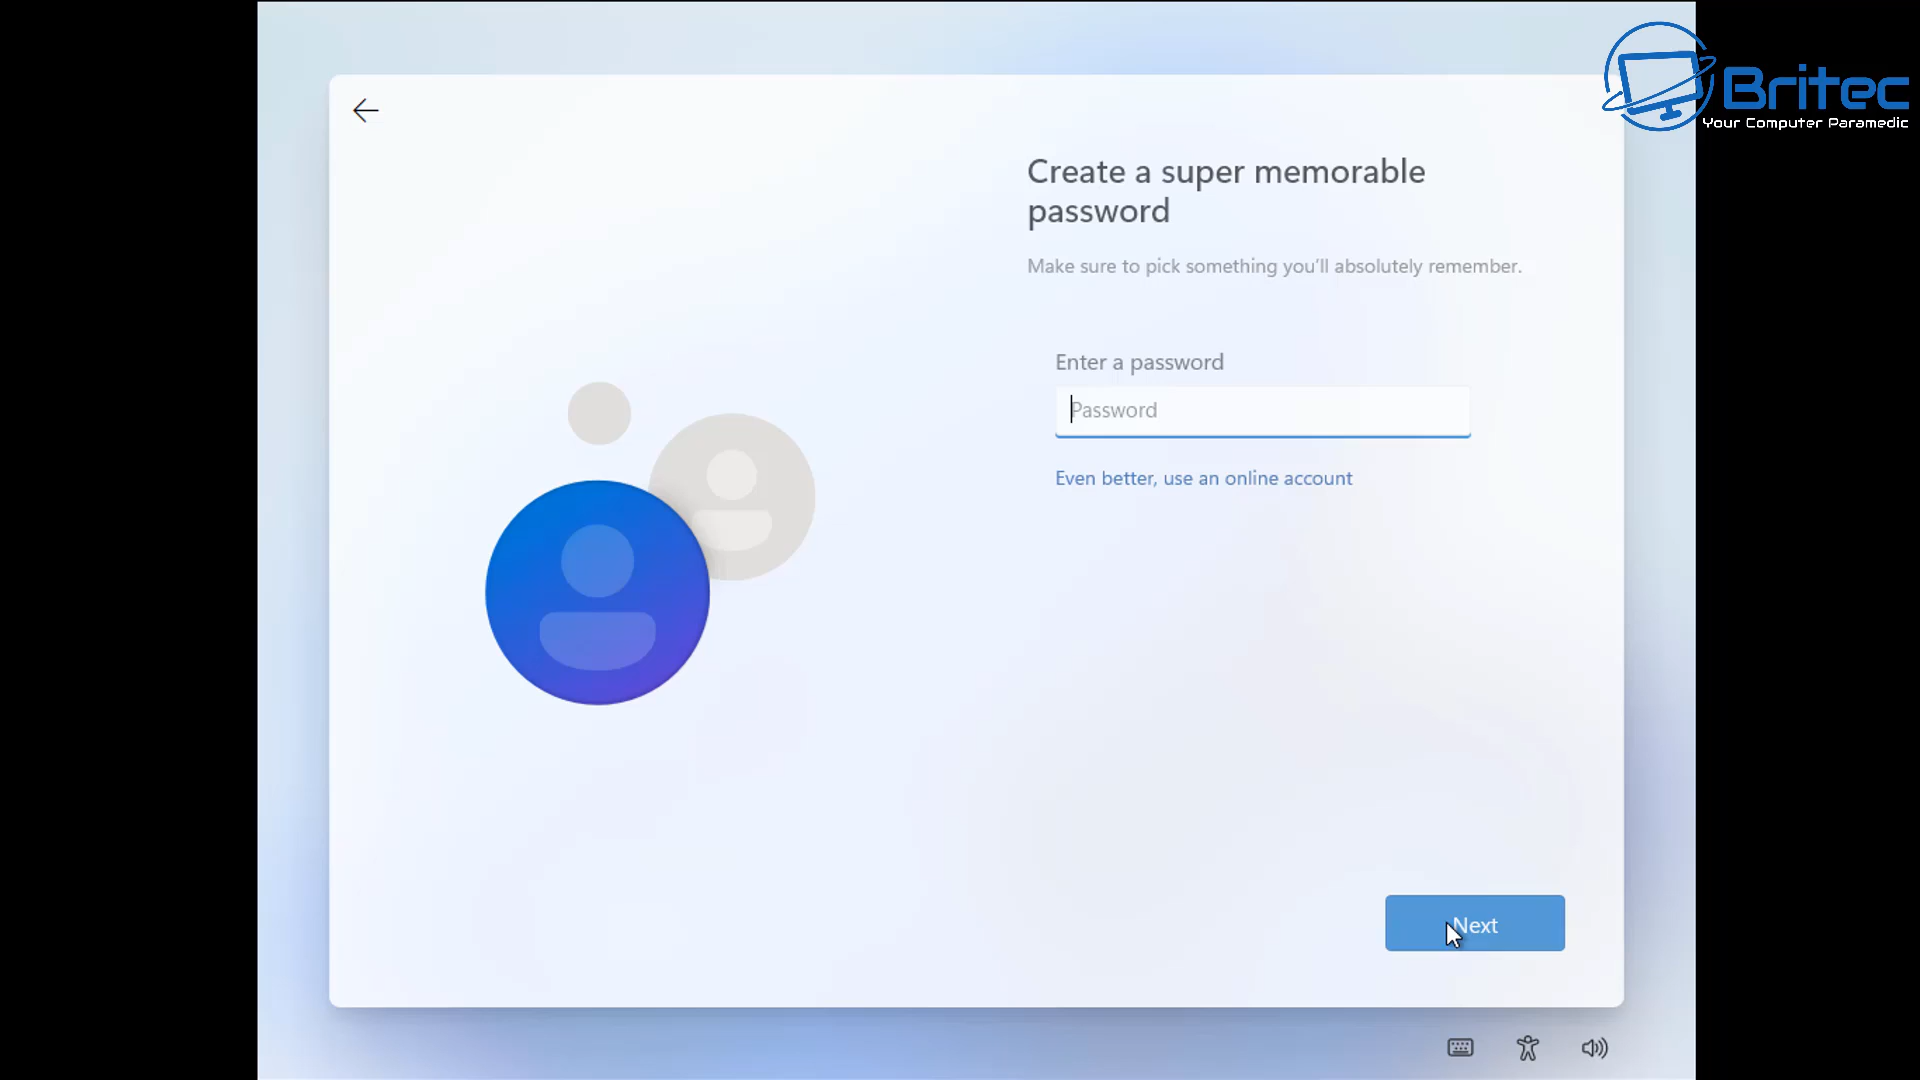 Britec
Your Computer Paramedic
Create a super memorable
password
Make sure to pick something you'll absolutely remember.
Enter a password
Password
Even better, use an online account
Next